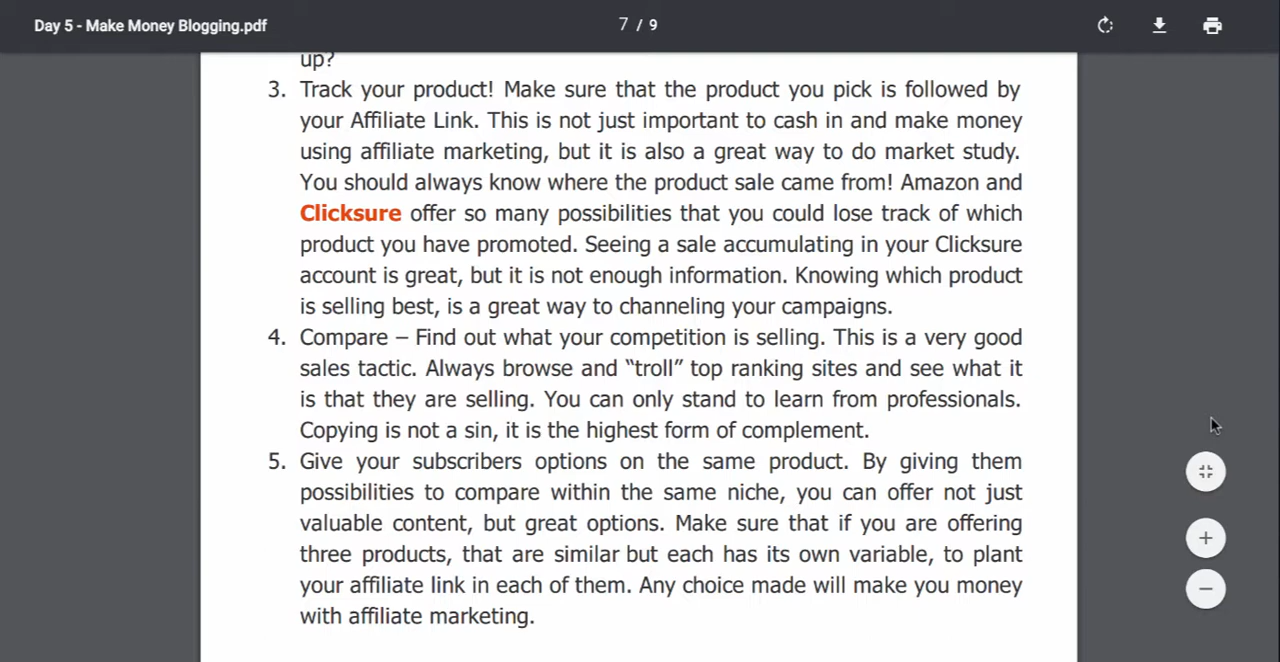 Day 5 - Make Money Blogging.pdf
7 / 9
up?
3. Track your product! Make sure that the product you pick is followed by
your Affiliate Link. This is not just important to cash in and make money
using affiliate marketing, but it is also a great way to do market study.
You should always know where the product sale came from! Amazon and
Clicksure offer so many possibilities that you could lose track of which
product you have promoted. Seeing a sale accumulating in your Clicksure
account is great, but it is not enough information. Knowing which product
is selling best, is a great way to channeling your campaigns.
4. Compare – Find out what your competition is selling. This is a very good
sales tactic. Always browse and “troll” top ranking sites and see what it
is that they are selling. You can only stand to learn from professionals.
Copying is not a sin, it is the highest form of complement.
5. Give your subscribers options on the same product. By giving them
possibilities to compare within the same niche, you can offer not just
valuable content, but great options. Make sure that if you are offering
three products, that are similar but each has its own variable, to plant
your affiliate link in each of them. Any choice made will make you money
with affiliate marketing.